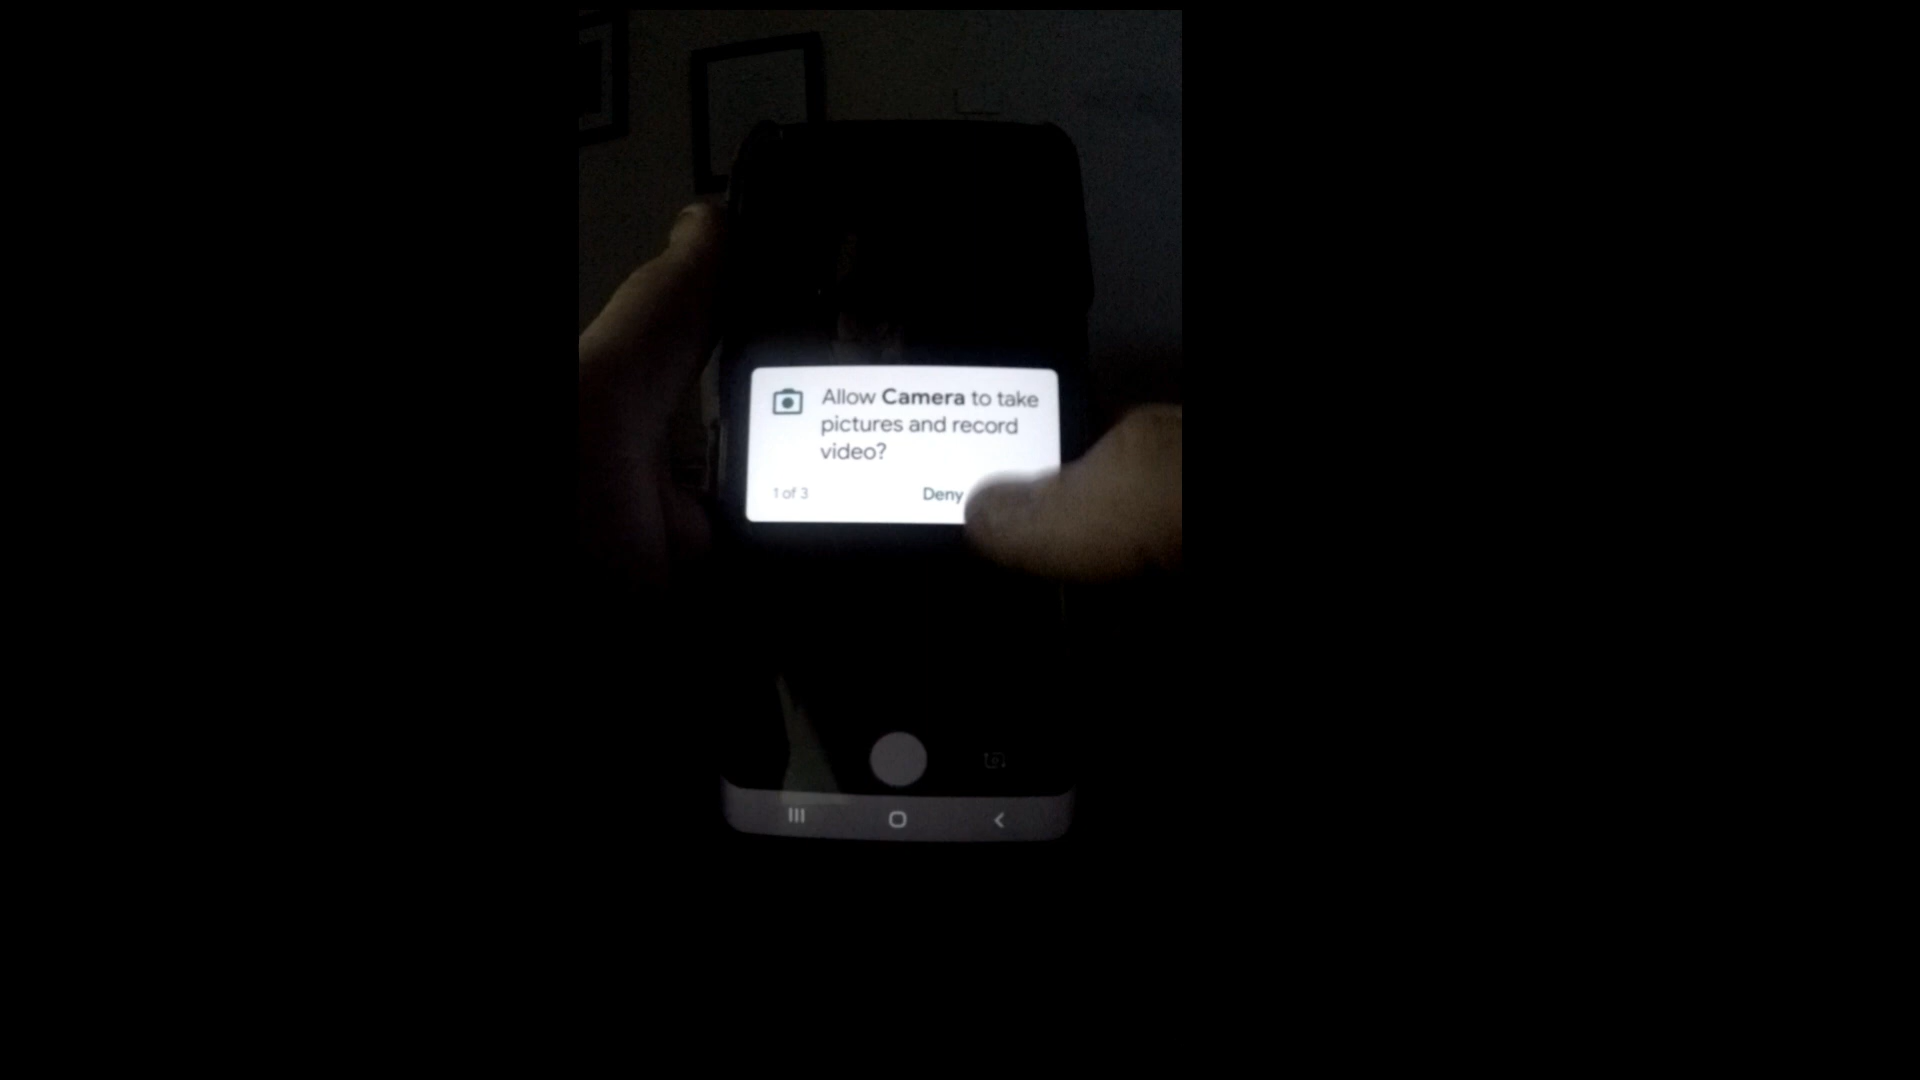 Allow Camera to take
pictures and record
video?
1 of 3 Deny